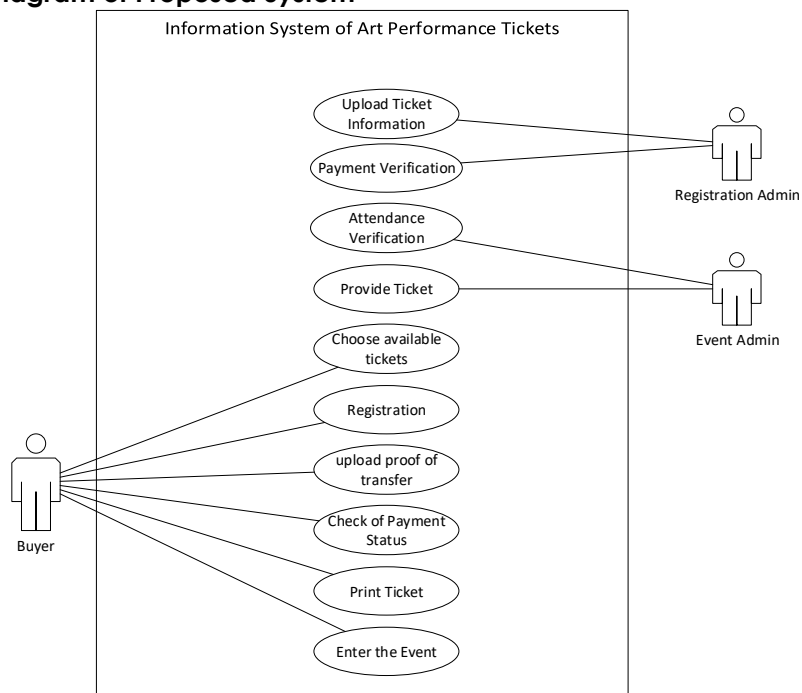 Diagram of Proposed System
Information System of Art Performance Tickets
Upload Ticket
Information
Payment Verification
Registration Admin
Attendance
Verification
Provide Ticket
Event Admin
Choose available
tickets
Registration
upload proof of
transfer
Buyer
Check of Payment
Status
Print Ticket
Enter the Event